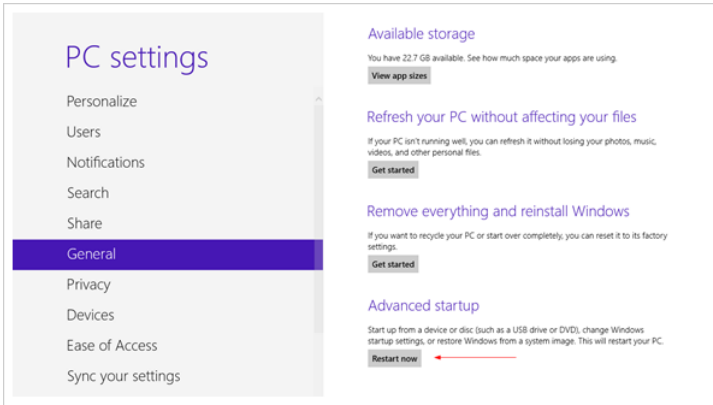 PC settings
Personalize
Users
Notifications
Search
Share
General
Privacy
Devices
Ease of Access
Sync your settings
Available storage
You have 22.7 GB available. See how much space your apps are using.
View app sizes
Refresh your PC without affecting your files
If your PC isn't running well, you can refresh it without losing your photos, music,
videos, and other personal files.
Get started
Remove everything and reinstall Windows
If you want to recycle your PC or start over completely, you can reset it to its factory
settings.
Get started
Advanced startup
Start up from a device or disc (such as a USB drive or DVD), change Windows
startup settings, or restore Windows from a system image. This will restart your PC.
Restart now